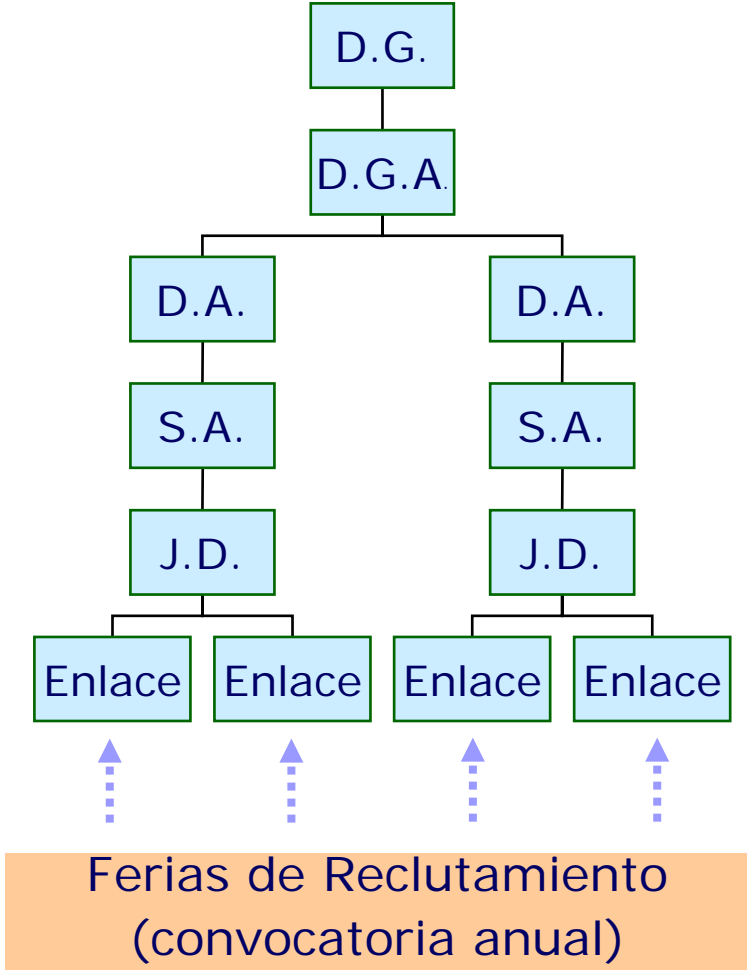 D.G.
D.G.A.
D.A. D.A.
S.A. S.A.
J.D. J.D.
Enlace Enlace Enlace Enlace
Ferias de Reclutamiento
(convocatoria anual)